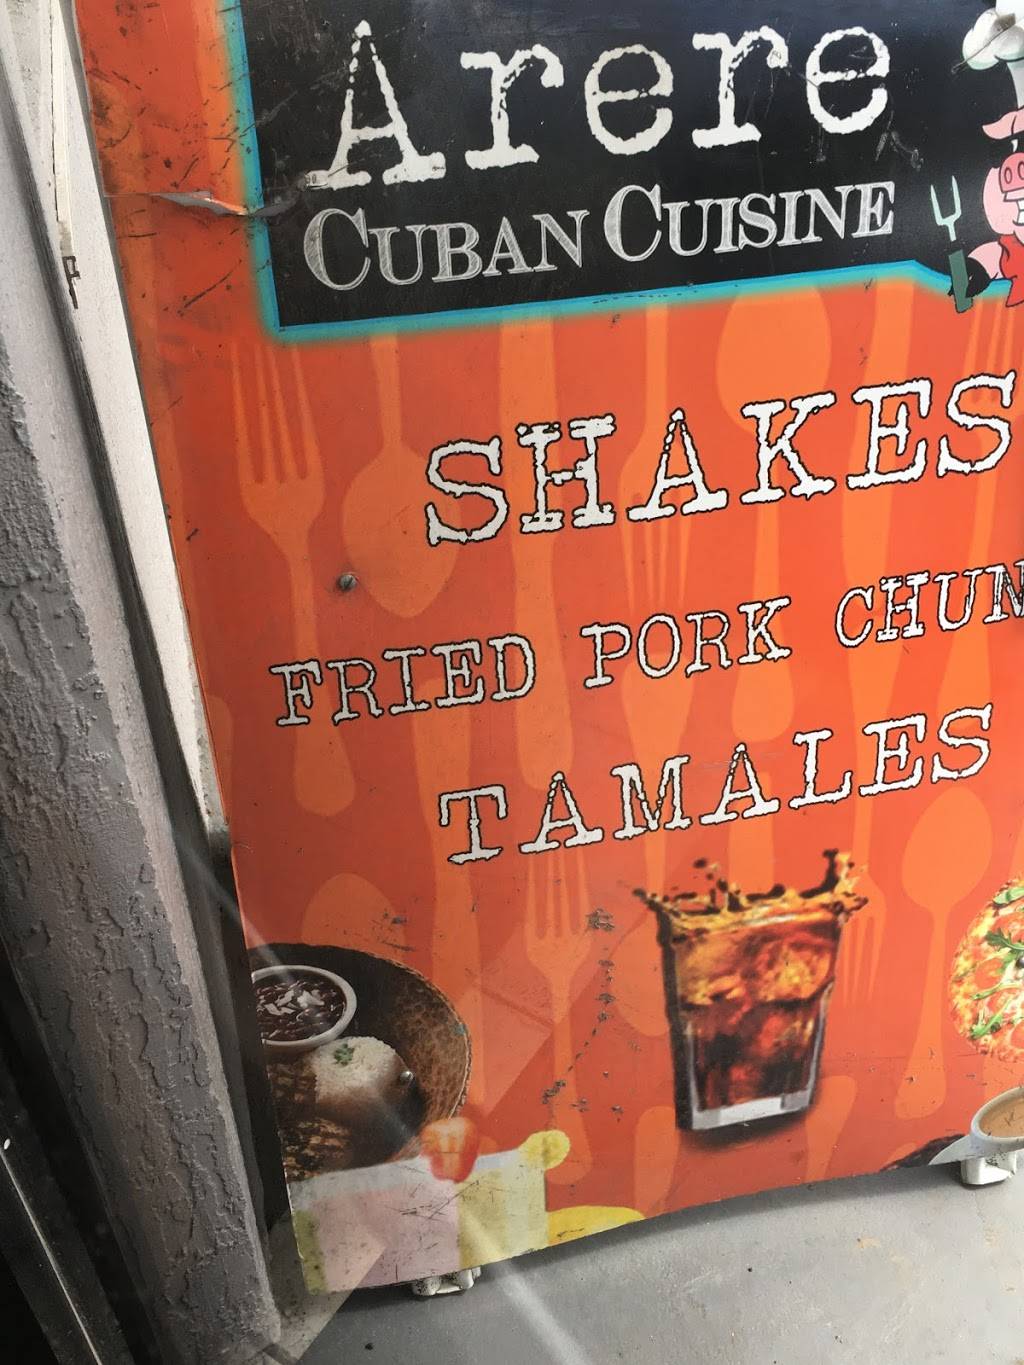 Arere
CUBAN CUISINE
SHAKES
FRIED PORK CHUN
TAMALES